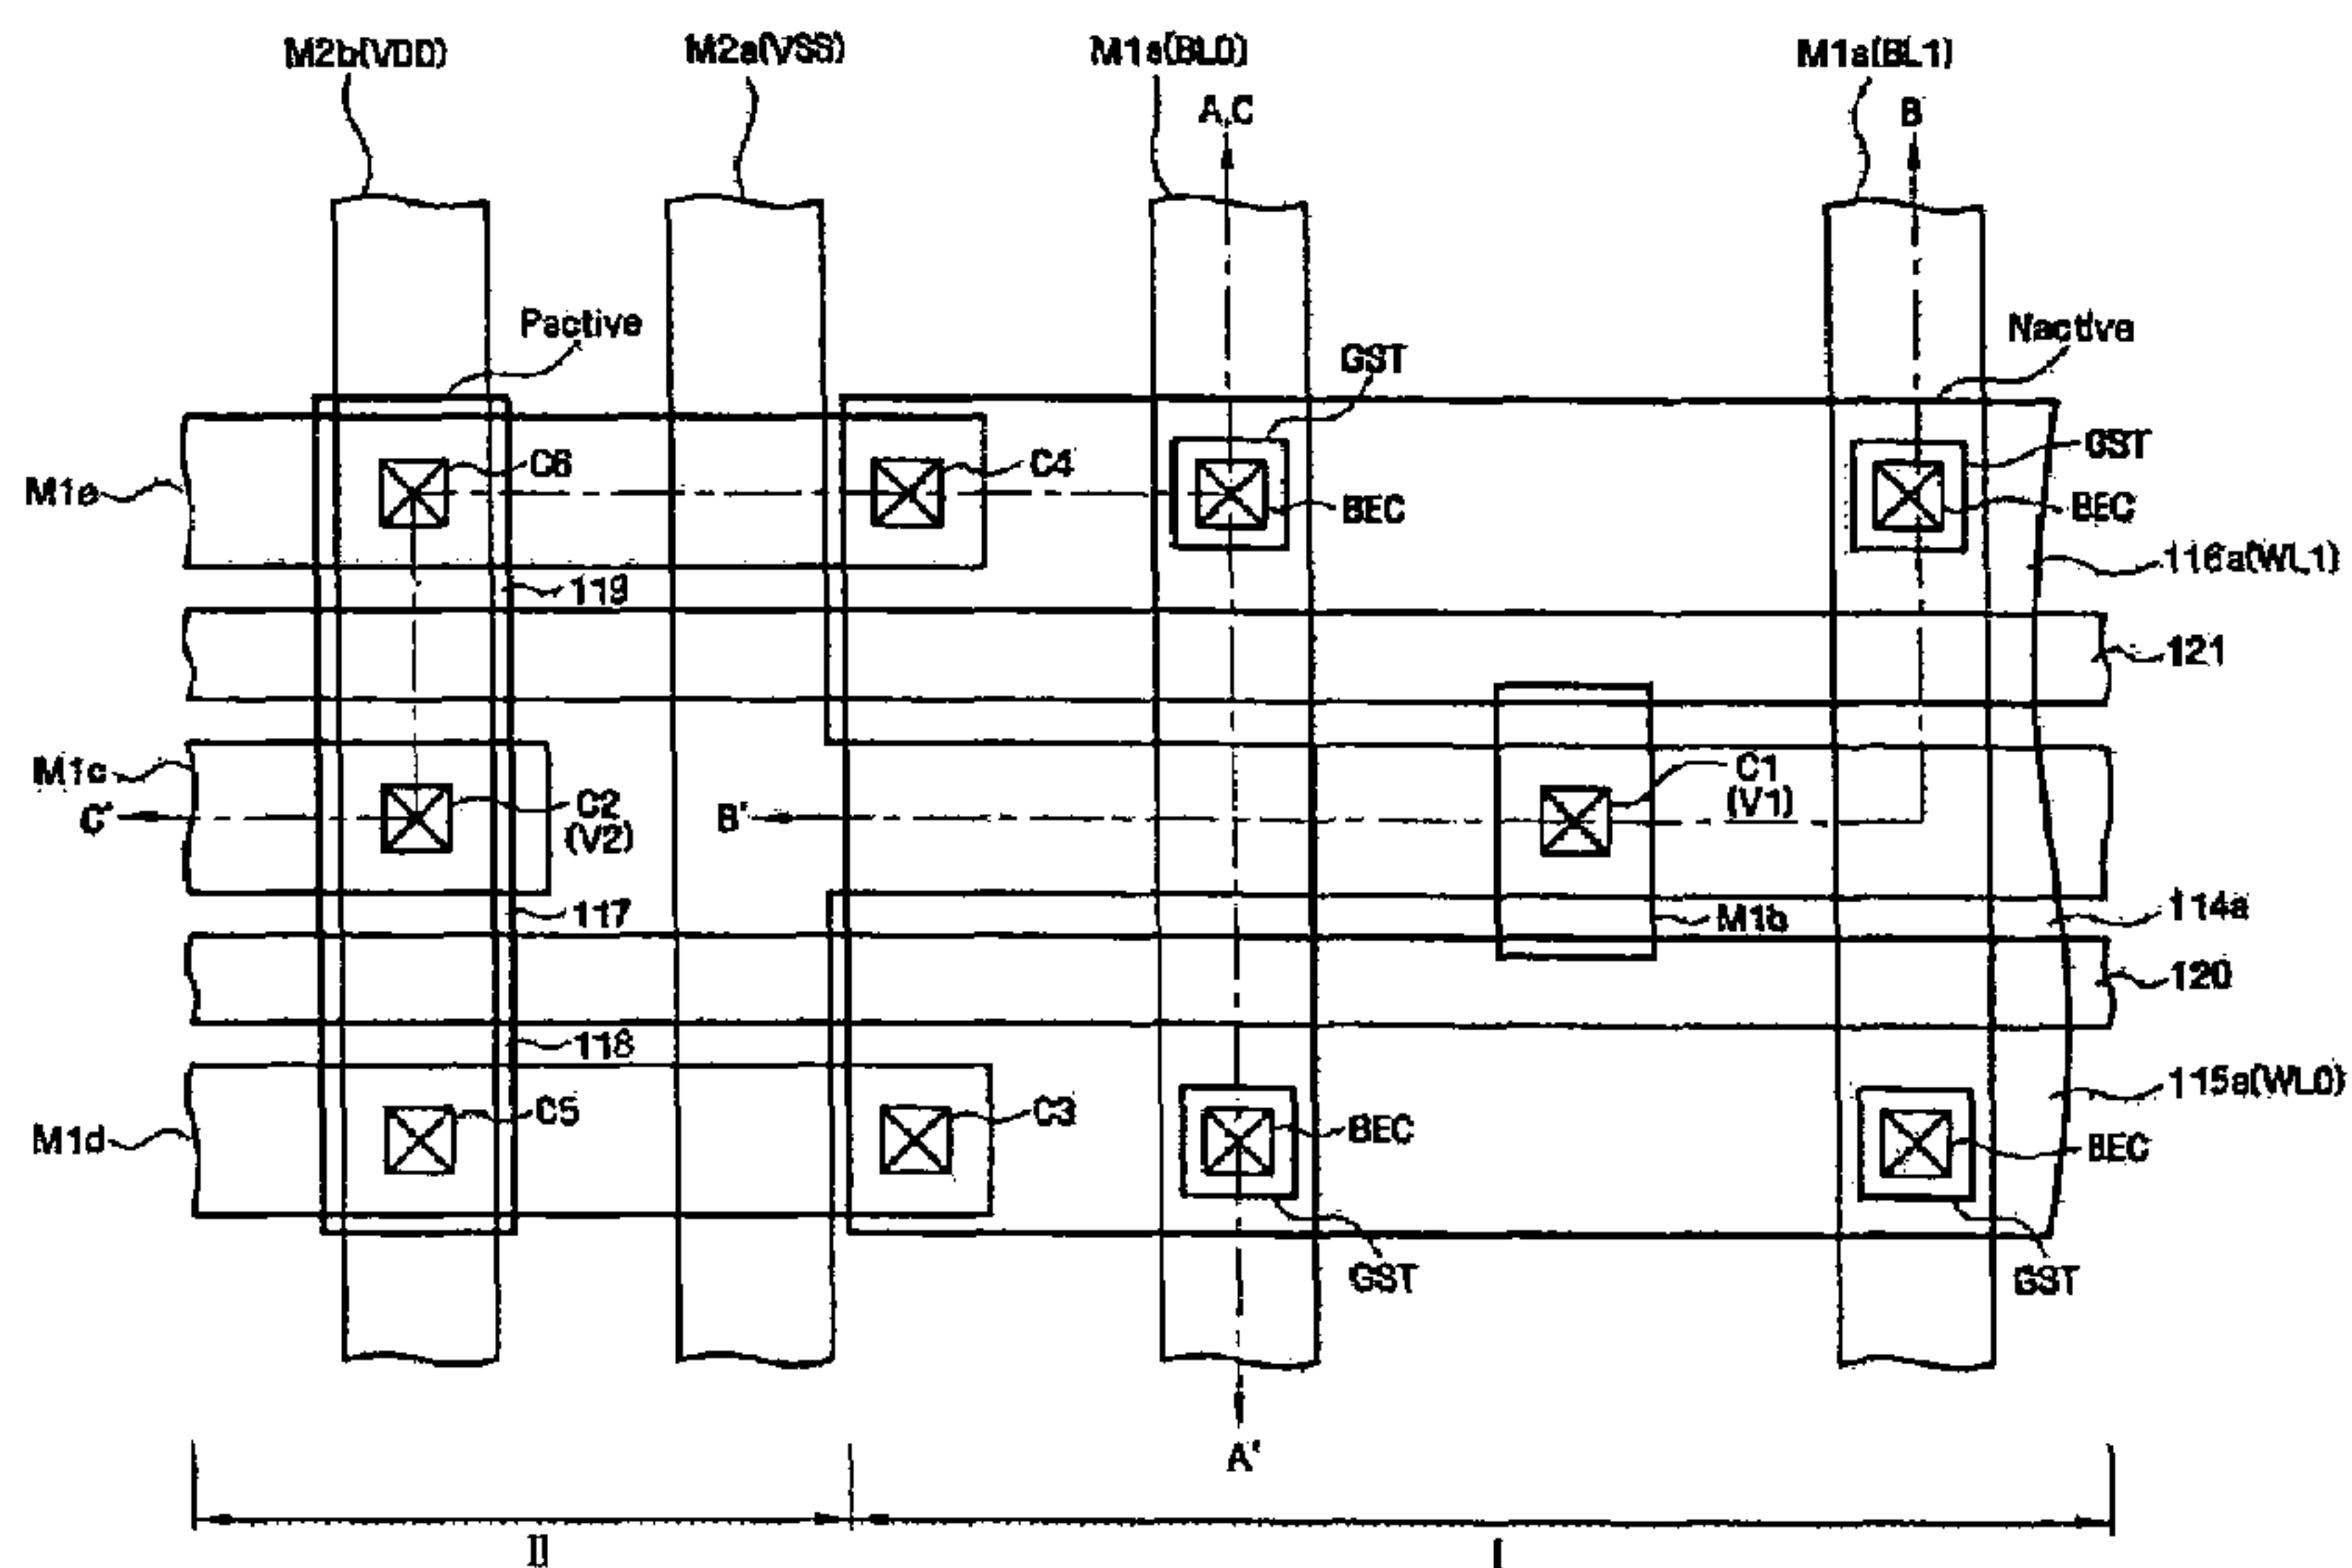 M2b(VDD)
M2a(VSS)
M1a(BL0)
M1a(BL1)
A,C
B
Pactive
Nactive
GST
GST
C6
C4
M1e
BEC
BEC
116a(WL1)
119
121
M1c
C1
(V1)
C2
(V2)
C'
B'
117
M1b
114a
120
118
115a(WL0)
C5
C3
M1d
BEC
BEC
GST
GST
A'
II
I